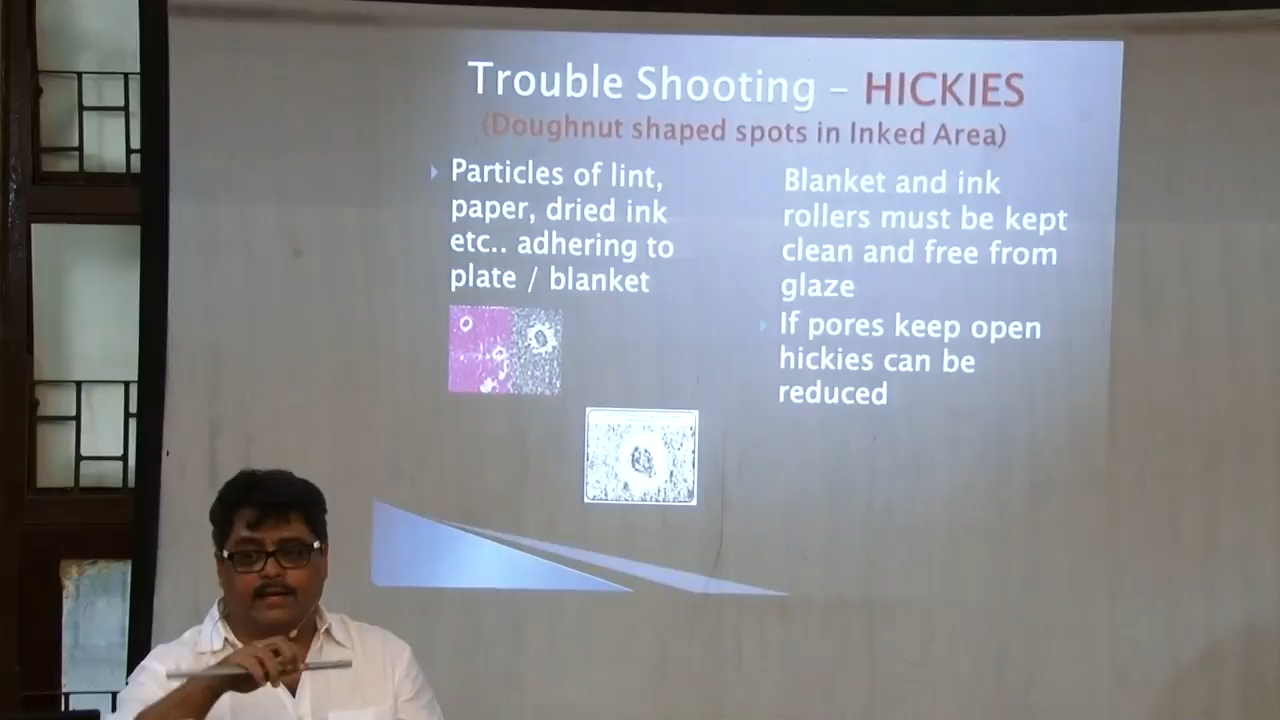 Trouble Shooting – HICKIES
(Doughnut shaped spots in Inked Area)
Particles of lint,
paper, dried ink
etc.. adhering to
plate / blanket
Blanket and ink
rollers must be kept
clean and free from
glaze
If pores keep open
hickies can be
reduced